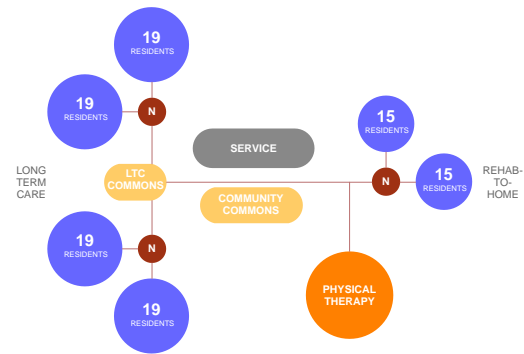 19
RESIDENTS
19
RESIDENTS
N
15
RESIDENTS
SERVICE
LONG
TERM
CARE
LTC
COMMONS
COMMUNITY
COMMONS
N
15
RESIDENTS
REHAB-
TO-
HOME
19
RESIDENTS
N
19
RESIDENTS
PHYSICAL
THERAPY